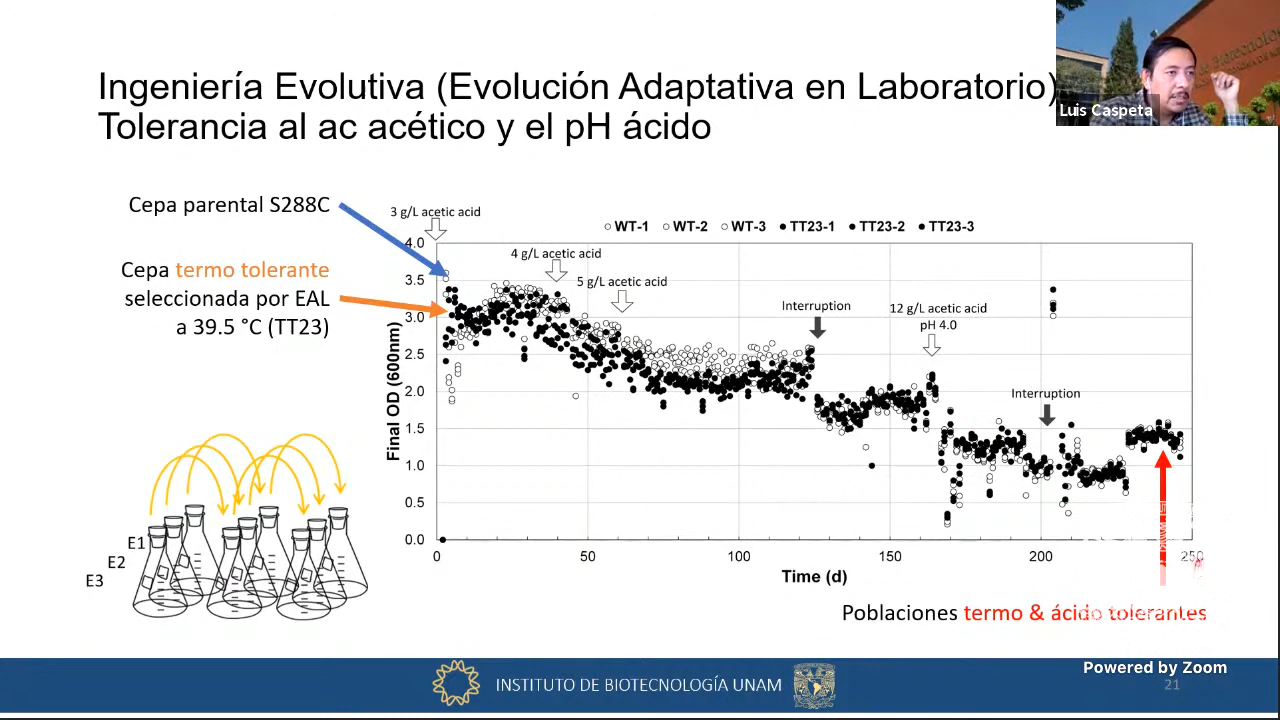 Ingeniería Evolutiva (Evolución Adaptativa en Laboratorio)
Tolerancia al ac acético y el pH ácido
Luis Caspeta
Cepa parental S288C
Cepa termo tolerante
seleccionada por EAL
a 39.5 °C (TT23)
3 g/L acetic acid
WT-1 WT-2 WT-3 TT23-1 TT23-2 TT23-3
4 g/L acetic acid
5 g/L acetic acid
Interruption
12 g/L acetic acid
pH 4.0
Interruption
Final OD (600nm)
4.0
3.5
3.0
2.5
2.0
1.5
1.0
0.5
0.0
0 50 100 150 200 250
Time (d)
E1
E2
E3
Poblaciones termo & ácido tolerantes
INSTITUTO DE BIOTECNOLOGÍA UNAM
Powered by Zoom
21